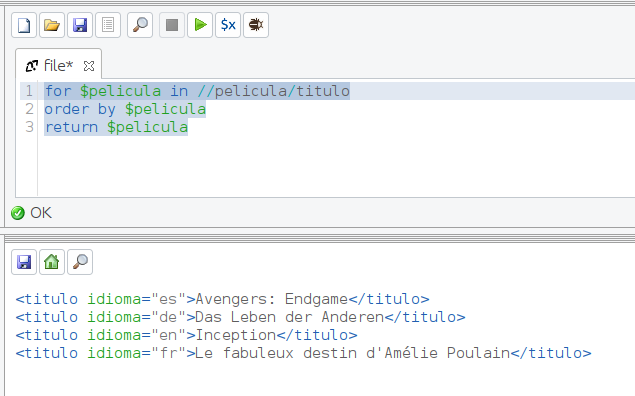 $x
file*
1 for $pelicula in //pelicula/titulo
2 order by $pelicula
3 return $pelicula
OK
<titulo idioma="es">Avengers: Endgame</titulo>
<titulo idioma="de">Das Leben der Anderen</titulo>
<titulo idioma="en">Inception</titulo>
<titulo idioma="fr">Le fabuleux destin d'Amélie Poulain</titulo>